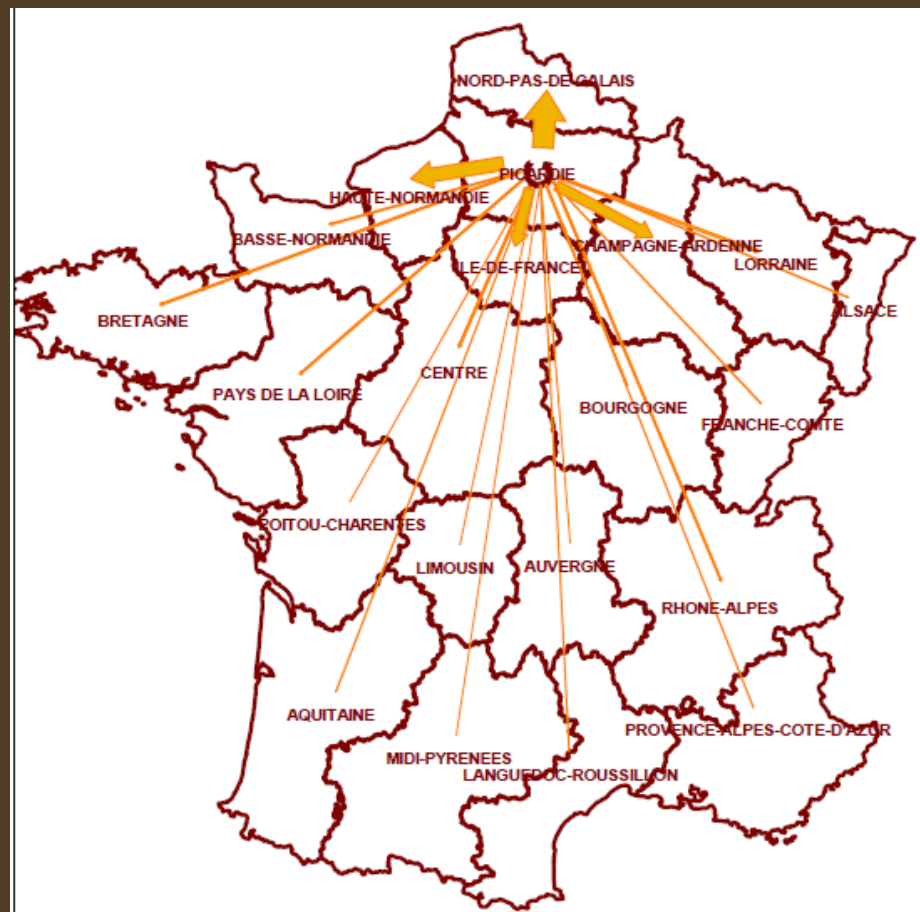 NORD-PAS-DE-CALAIS
PICARDIE
HAUTE-NORMANDIE
BASSE-NORMANDIE
CHAMPAGNE-ARDENNE
ILE-DE-FRANCE
LORRAINE
ALSACE
BRETAGNE
CENTRE
PAYS DE LA LOIRE
BOURGOGNE
FRANCHE-COMTE
POITOU-CHARENTES
LIMOUSIN
AUVERGNE
RHONE-ALPES
AQUITAINE
PROVENCE-ALPES-COTE-D'AZUR
MIDI-PYRENEES
LANGUEDOC-ROUSSILLON